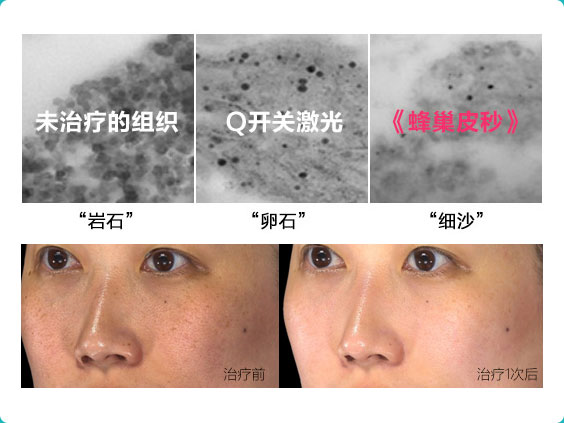 未治疗的组织
Q开关激光
《蜂巢皮秒》
“岩石”
“卵石”
“细沙”
治疗前
治疗1次后